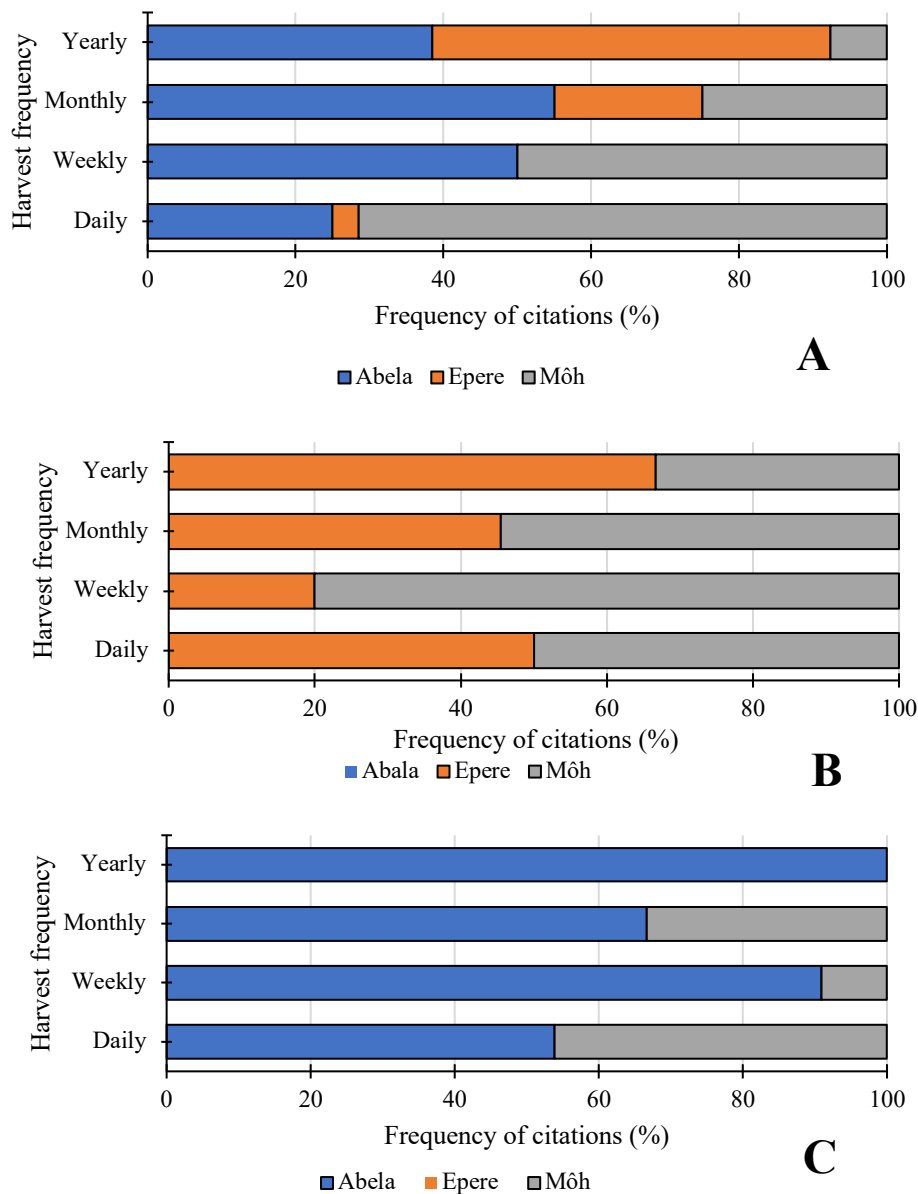 Harvest frequency
Yearly
Monthly
Weekly
Daily
0 20 40 60 80 100
Frequency of citations (%)
A
Abela Epere Môh
Harvest frequency
Yearly
Monthly
Weekly
Daily
0 20 40 60 80 100
Frequency of citations (%)
B
Abala Epere Môh
Harvest frequency
Yearly
Monthly
Weekly
Daily
0 20 40 60 80 100
Frequency of citations (%)
C
Abela Epere Môh